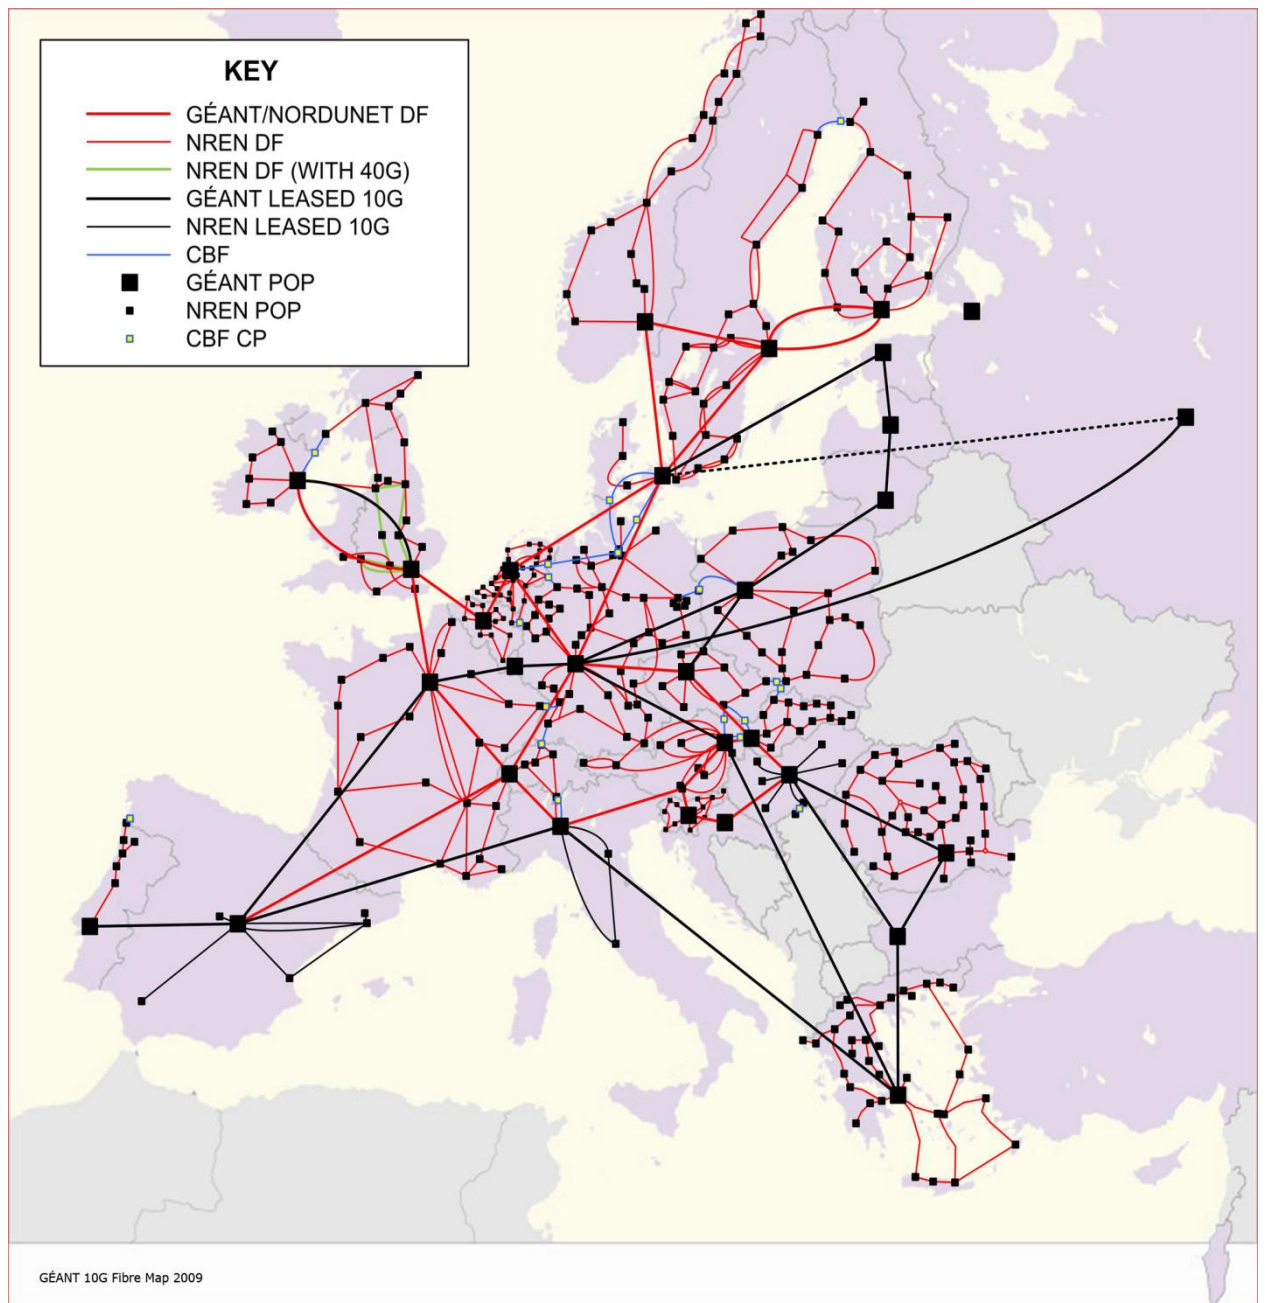 KEY
GÉANT/NORDUNET DF
NREN DF
NREN DF (WITH 40G)
GÉANT LEASED 10G
NREN LEASED 10G
CBF
GÉANT POP
NREN POP
CBF CP
GÉANT 10G Fibre Map 2009